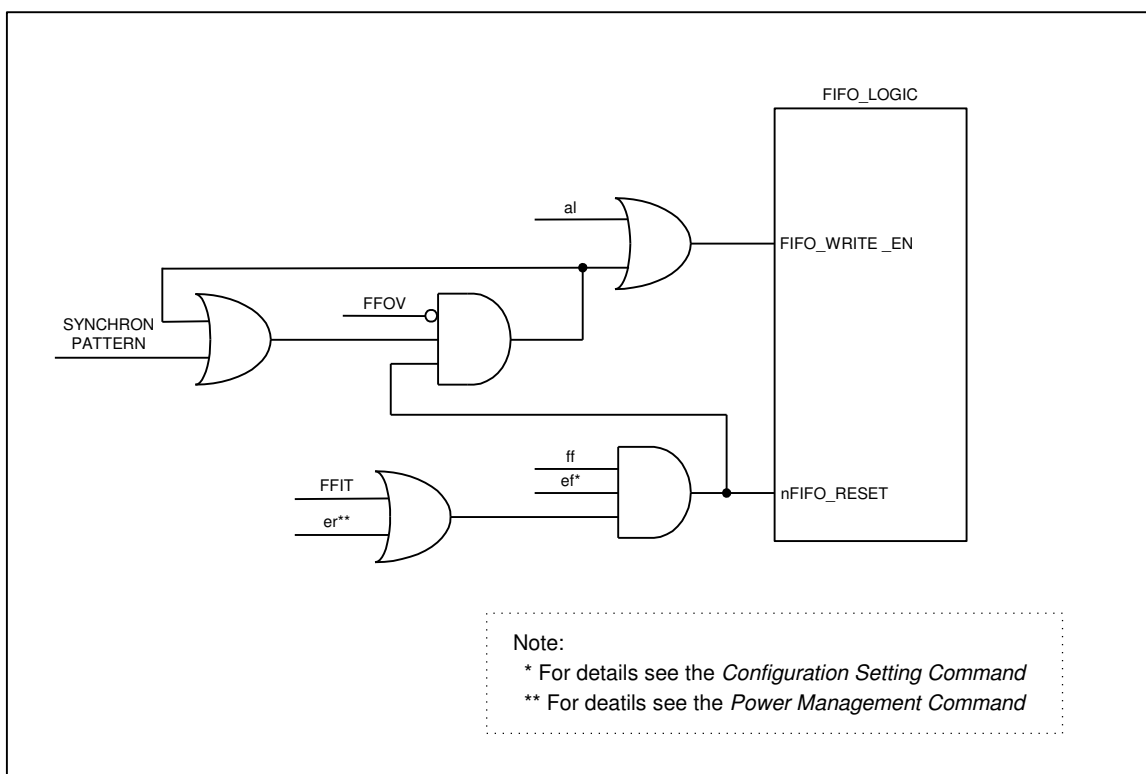 FIFO_LOGIC
al
FIFO_WRITE _EN
FFOV
SYNCHRON
PATTERN
ff
FFIT
ef*
nFIFO_RESET
er**
Note:
* For details see the Configuration Setting Command
** For deatils see the Power Management Command